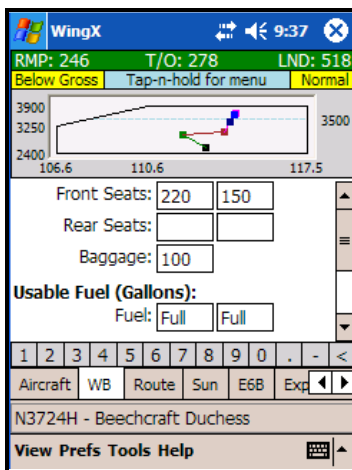 WingX 9:37
RMP: 246 T/O: 278 LND: 518
Below Gross Tap-n-hold for menu Normal
3900
3250
3500
2400
106.6 110.6 117.5
Front Seats: 220 150
Rear Seats:
Baggage: 100
Usable Fuel (Gallons):
Fuel: Full Full
1 2 3 4 5 6 7 8 9 0 . - <
Aircraft WB Route Sun E6B Exp
N3724H - Beechcraft Duchess
View Prefs Tools Help